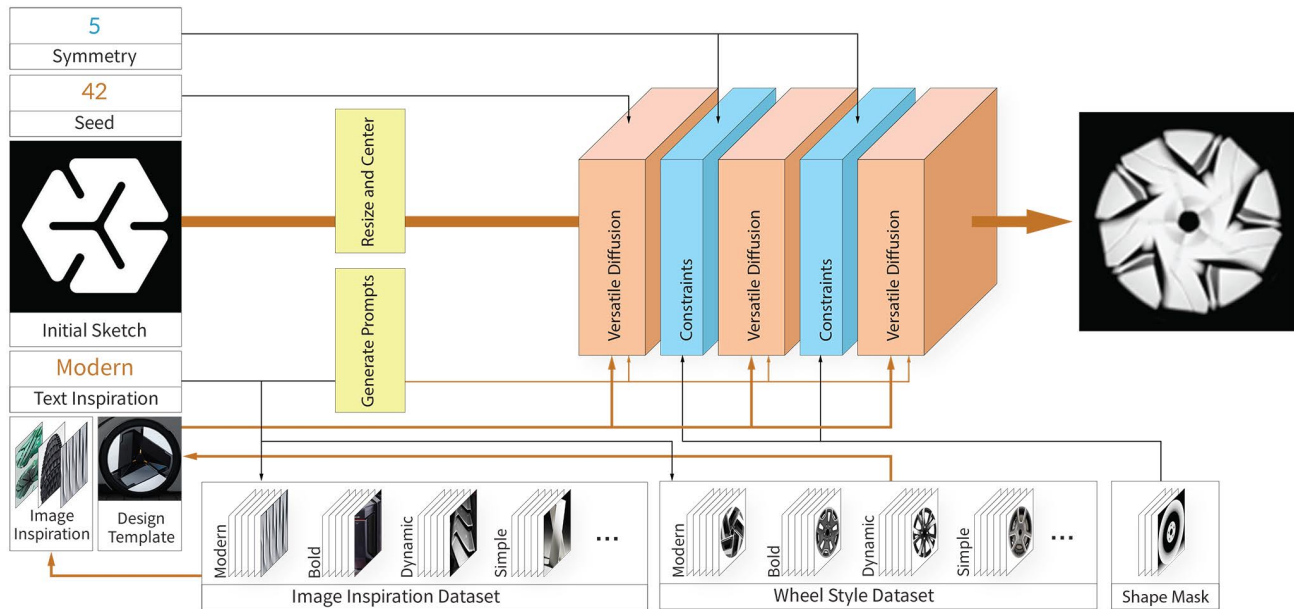 5
Symmetry
42
Seed
Initial Sketch
Modern
Text Inspiration
Image
Inspiration
Design
Template
Resize and Center
Generate Prompts
Versatile Diffusion
Constraints
Versatile Diffusion
Constraints
Versatile Diffusion
Modern
Bold
Dynamic
Simple
...
Image Inspiration Dataset
Modern
Bold
Dynamic
Simple
...
Wheel Style Dataset
Shape Mask